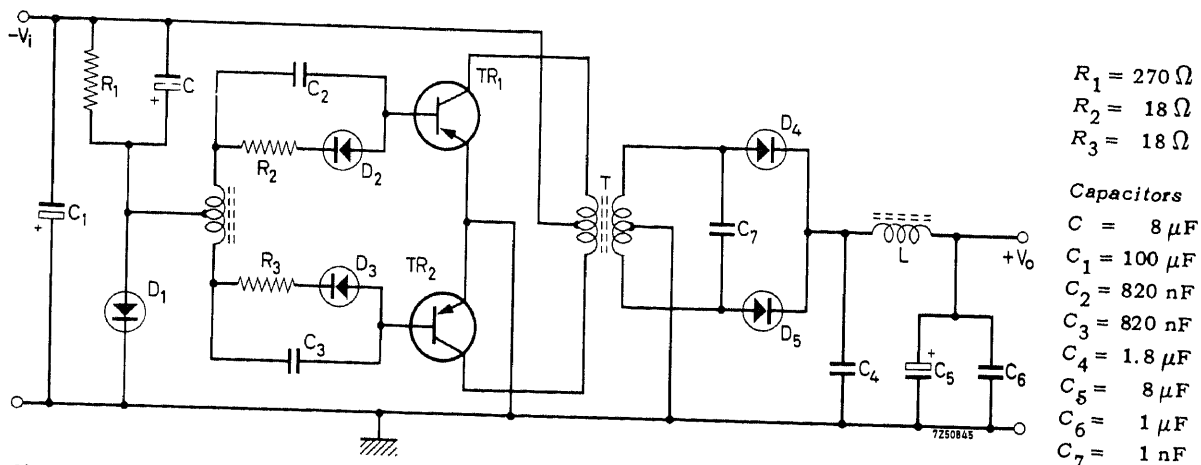 -Vi
R1
+
C
C2
TR1
R2
D2
C1
+
D1
R3
D3
TR2
C3
T
C7
D4
D5
C4
L
+Vo
+
C5
C6
7Z50845
R1 = 270 Ω
R2 = 18 Ω
R3 = 18 Ω
Capacitors
C = 8 μF
C1 = 100 μF
C2 = 820 nF
C3 = 820 nF
C4 = 1.8 μF
C5 = 8 μF
C6 = 1 μF
C7 = 1 nF